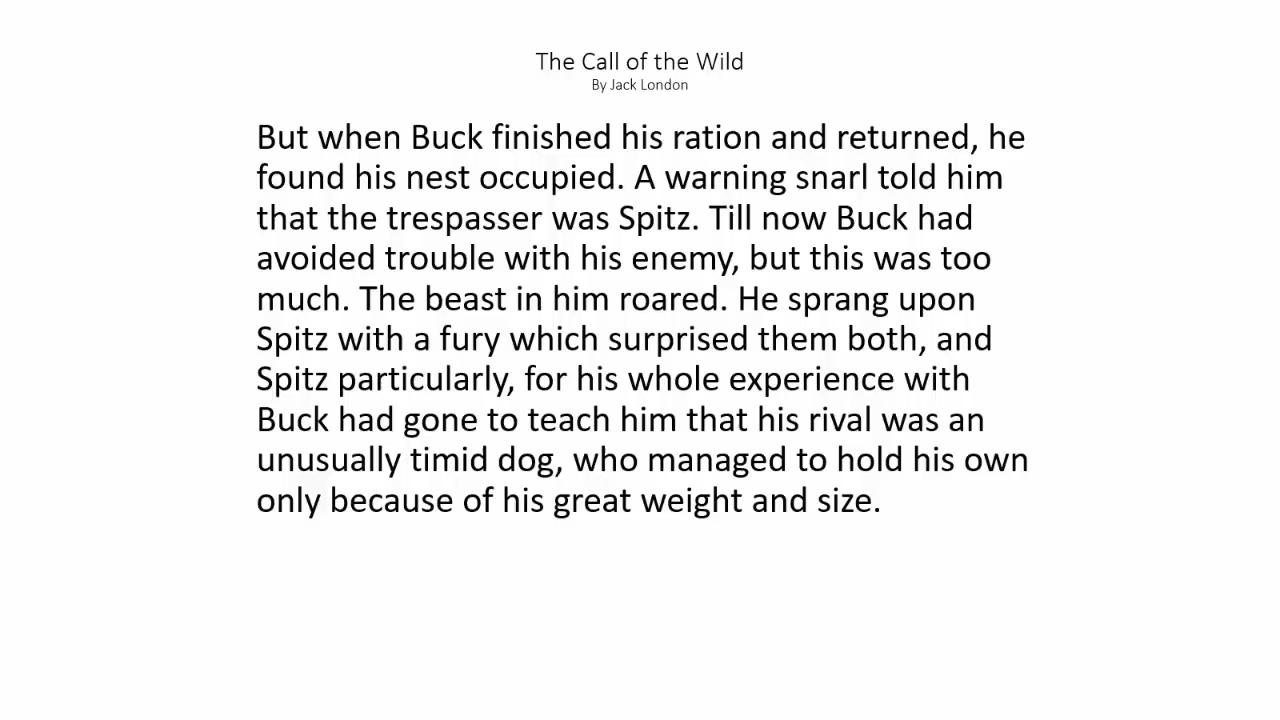 The Call of the Wild
By Jack London
But when Buck finished his ration and returned, he
found his nest occupied. A warning snarl told him
that the trespasser was Spitz. Till now Buck had
avoided trouble with his enemy, but this was too
much. The beast in him roared. He sprang upon
Spitz with a fury which surprised them both, and
Spitz particularly, for his whole experience with
Buck had gone to teach him that his rival was an
unusually timid dog, who managed to hold his own
only because of his great weight and size.